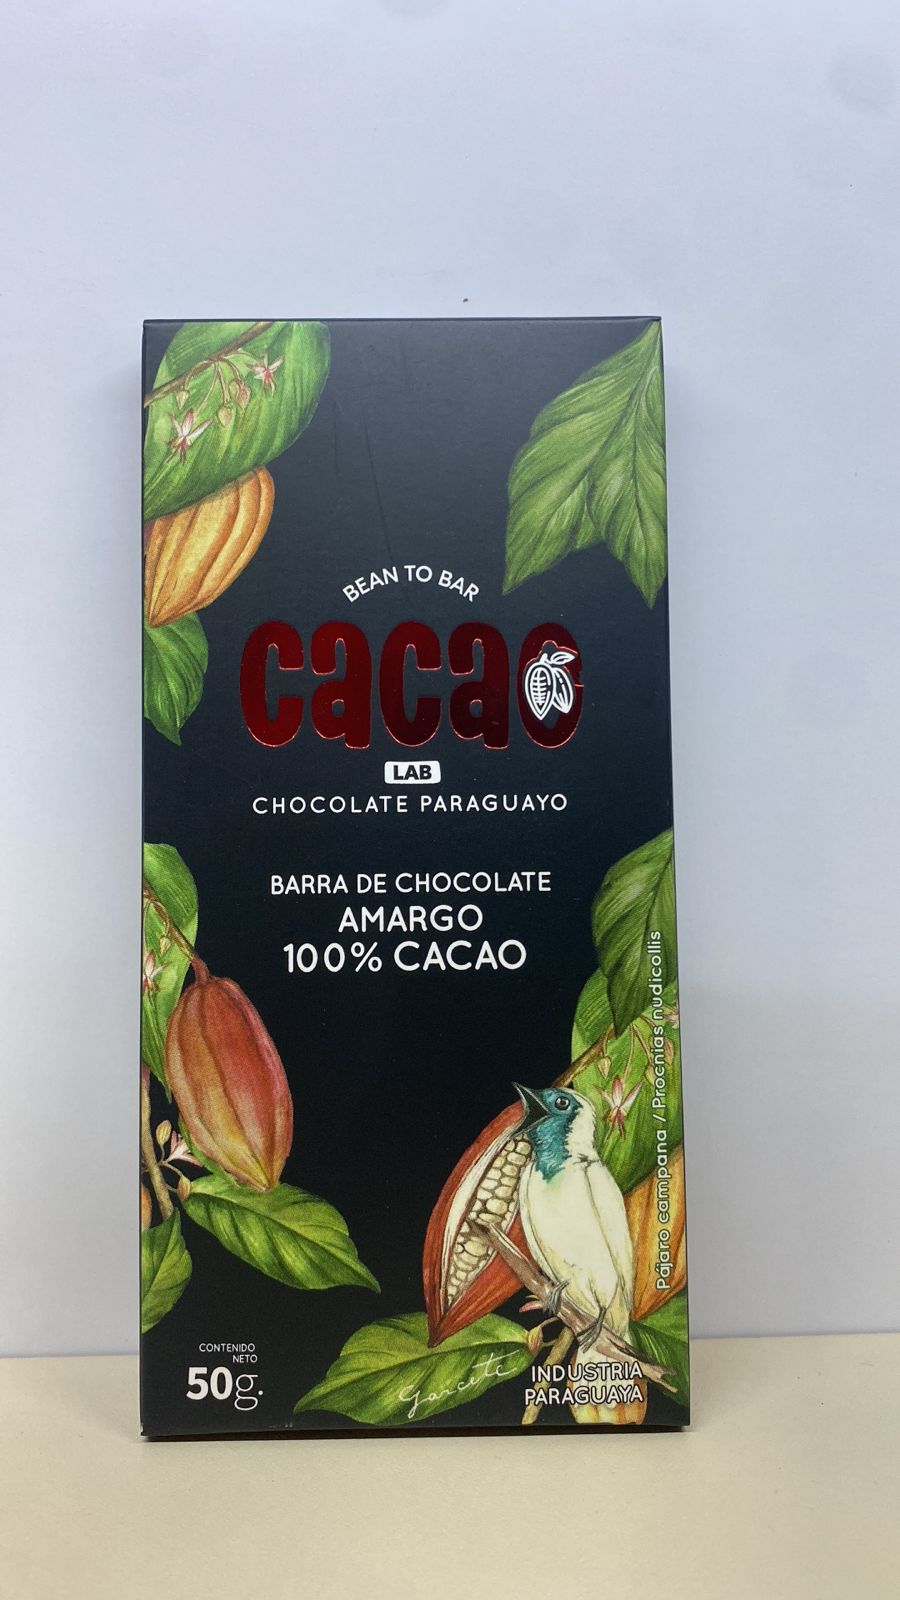 BEAN TO BAR
cacao
LAB
CHOCOLATE PARAGUAYO
BARRA DE CHOCOLATE
AMARGO
100% CACAO
Pájaro campana / Procnias nudicollis
CONTENIDO
NETO
50g.
Garcete
INDUSTRIA
PARAGUAYA